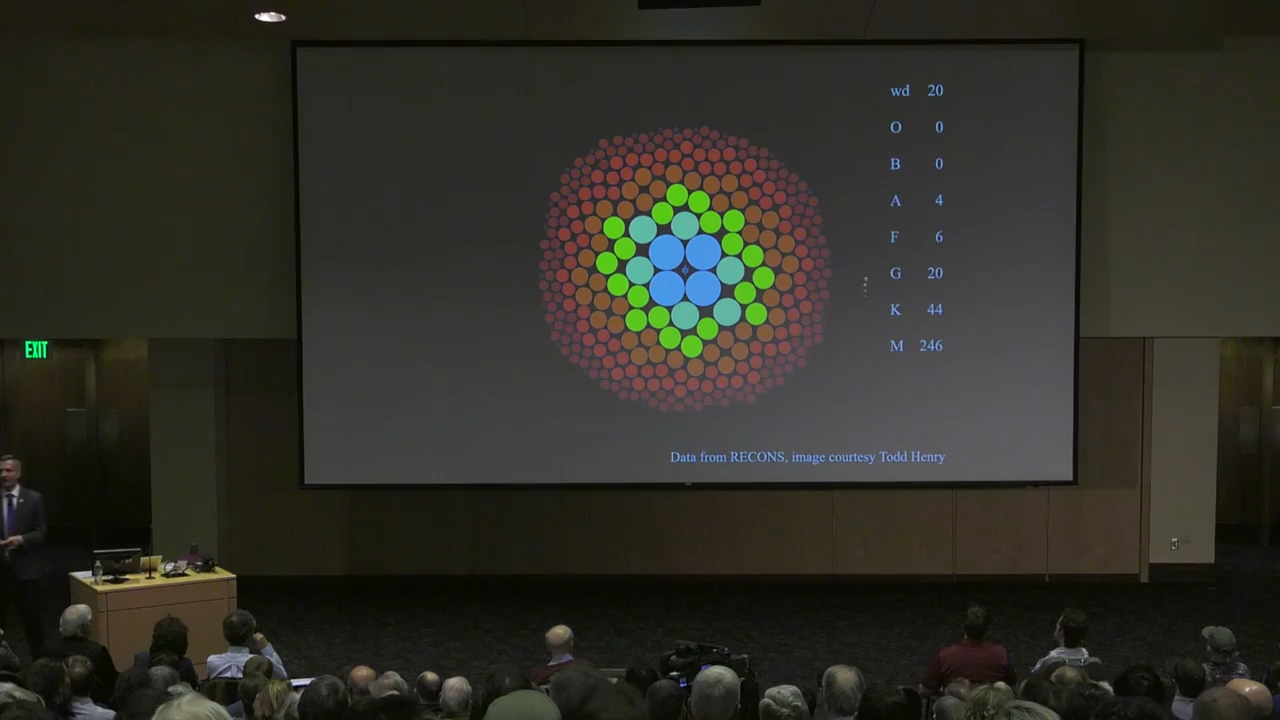 wd 20
O 0
B 0
A 4
F 6
G 20
K 44
M 246
Data from RECONS, image courtesy Todd Henry
EXIT